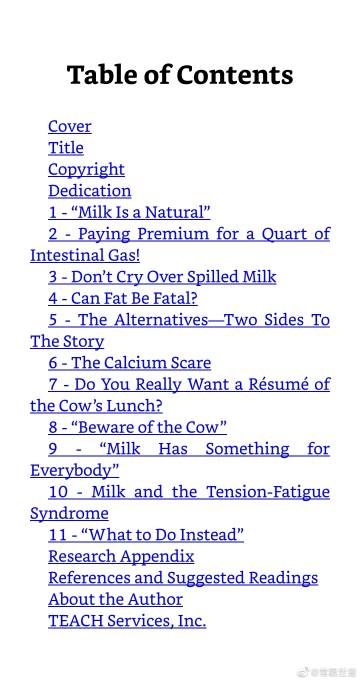 Table of Contents
Cover
Title
Copyright
Dedication
1 - “Milk Is a Natural”
2 - Paying Premium for a Quart of
Intestinal Gas!
3 - Don’t Cry Over Spilled Milk
4 - Can Fat Be Fatal?
5 - The Alternatives—Two Sides To
The Story
6 - The Calcium Scare
7 - Do You Really Want a Résumé of
the Cow’s Lunch?
8 - “Beware of the Cow”
9 - “Milk Has Something for
Everybody”
10 - Milk and the Tension-Fatigue
Syndrome
11 - “What to Do Instead”
Research Appendix
References and Suggested Readings
About the Author
TEACH Services, Inc.